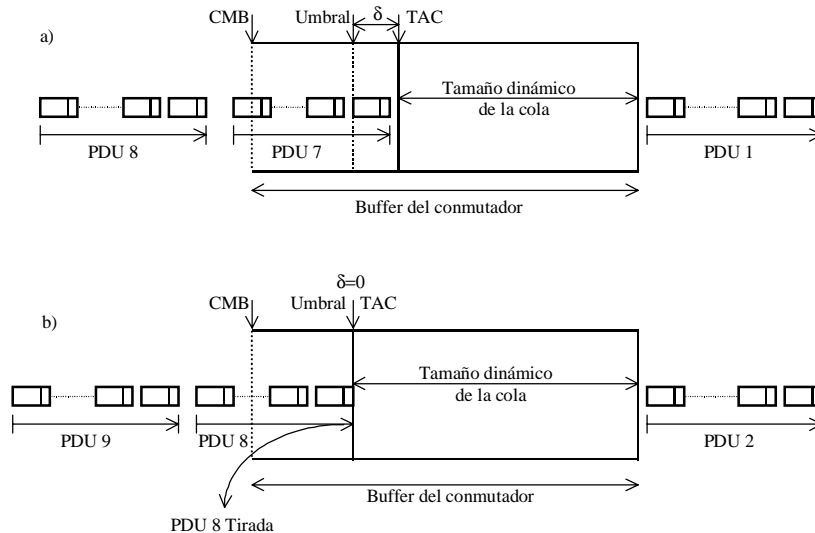 δ
CMB Umbral TAC
a)
Tamaño dinámico
de la cola
PDU 8 PDU 7 PDU 1
Buffer del conmutador
δ=0
CMB Umbral TAC
b)
Tamaño dinámico
de la cola
PDU 9 PDU 8 PDU 2
Buffer del conmutador
PDU 8 Tirada